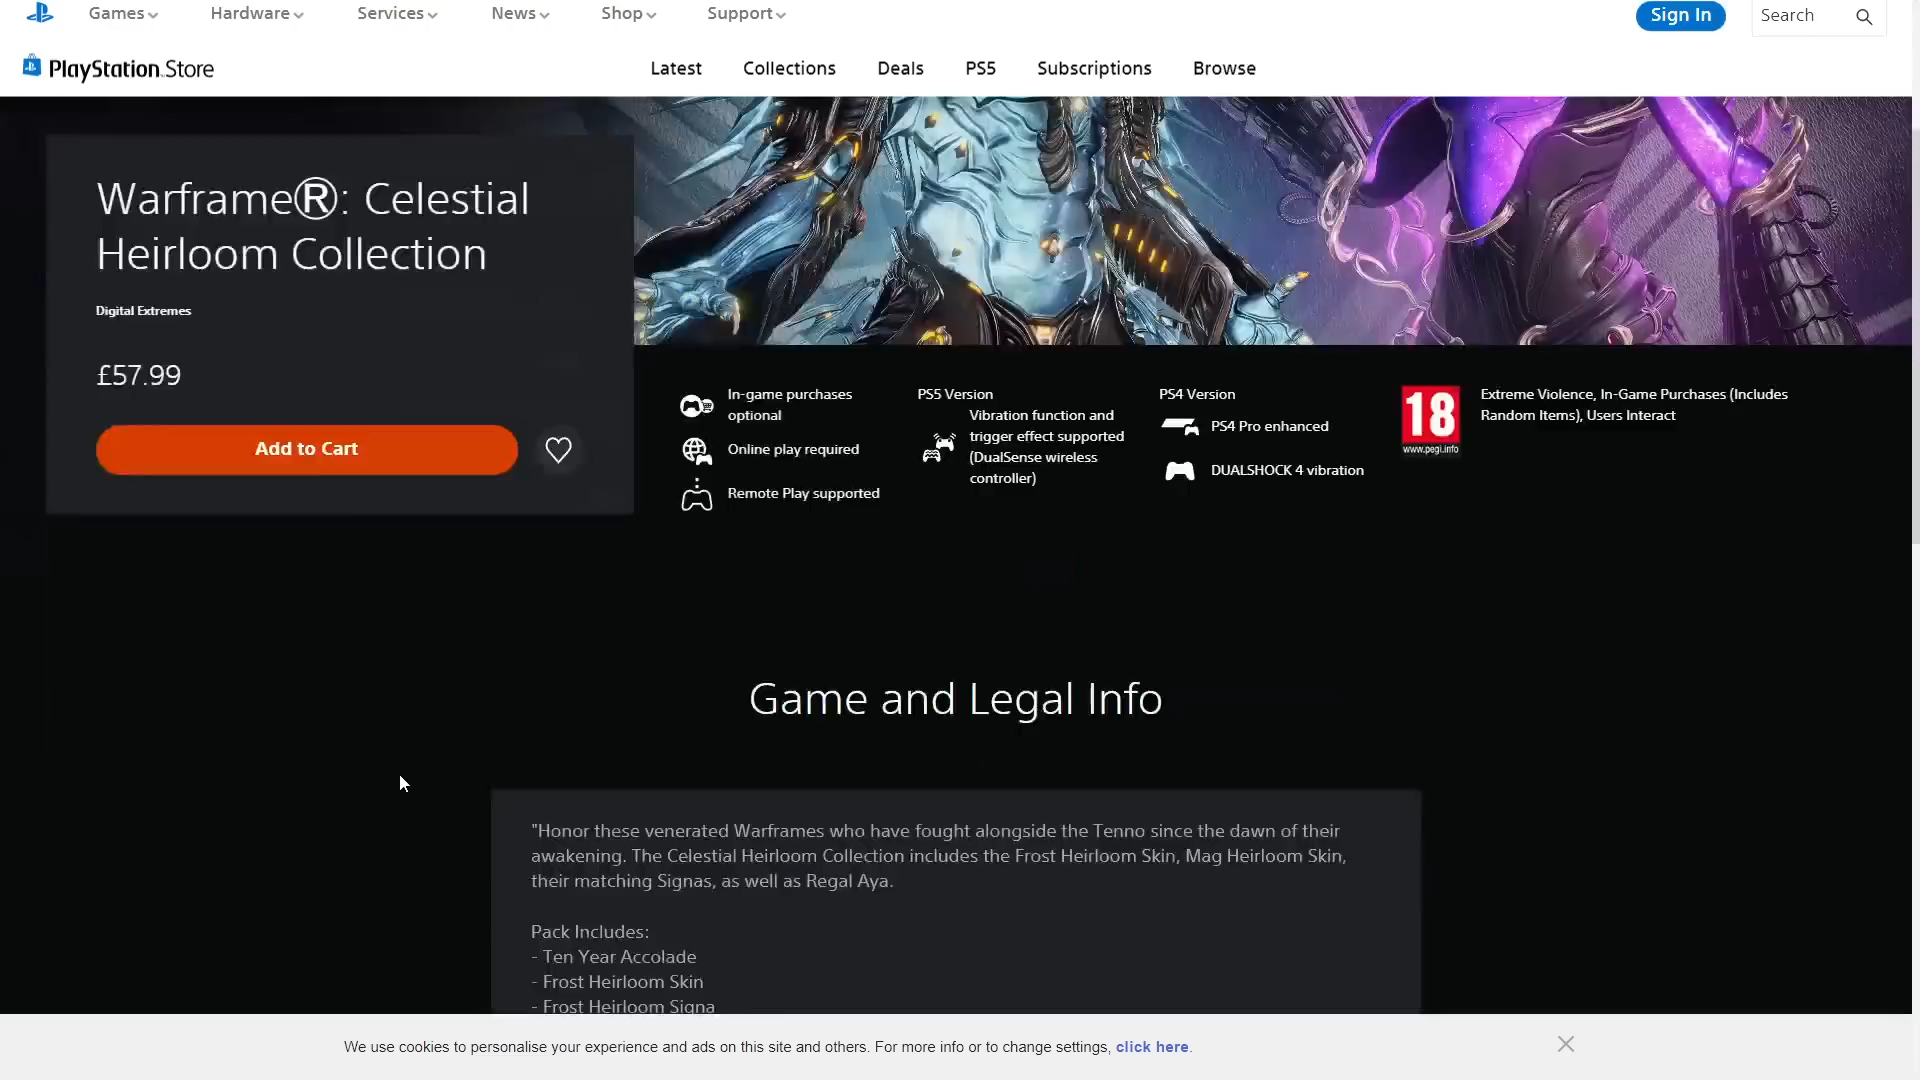 Games Hardware Services News Shop Support Sign In Search
PlayStation Store Latest Collections Deals PS5 Subscriptions Browse
Warframe®: Celestial
Heirloom Collection
Digital Extremes
£57.99
Add to Cart
In-game purchases
optional
Online play required
Remote Play supported
PS5 Version
Vibration function and
trigger effect supported
(DualSense wireless
controller)
PS4 Version
PS4 Pro enhanced
DUALSHOCK 4 vibration
18
www.pegi.info
Extreme Violence, In-Game Purchases (Includes
Random Items), Users Interact
Game and Legal Info
"Honor these venerated Warframes who have fought alongside the Tenno since the dawn of their
awakening. The Celestial Heirloom Collection includes the Frost Heirloom Skin, Mag Heirloom Skin,
their matching Signas, as well as Regal Aya.
Pack Includes:
- Ten Year Accolade
- Frost Heirloom Skin
- Frost Heirloom Signa
We use cookies to personalise your experience and ads on this site and others. For more info or to change settings, click here.